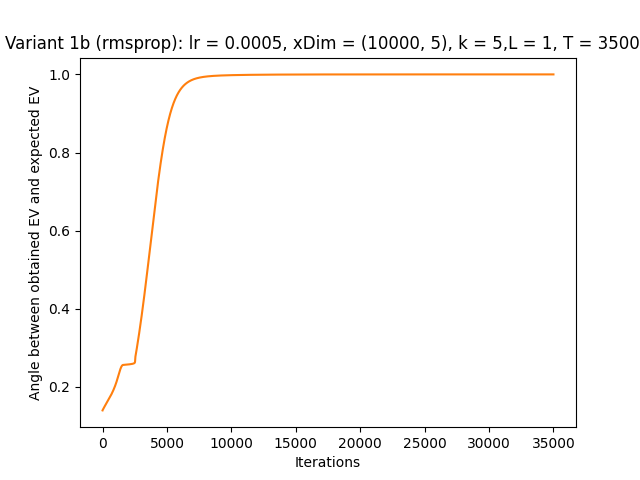 Variant 1b (rmsprop): lr = 0.0005, xDim = (10000, 5), k = 5,L = 1, T = 3500
Angle between obtained EV and expected EV
1.0
0.8
0.6
0.4
0.2
0 5000 10000 15000 20000 25000 30000 35000
Iterations